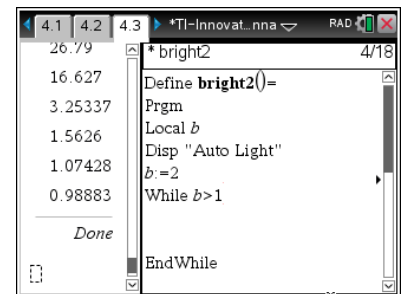 4.1 4.2 4.3 *TI-Innovat…nna RAD
26.79
16.627
3.25337
1.5626
1.07428
0.98883
Done
* bright2 4/18
Define bright2()=
Prgm
Local b
Disp "Auto Light"
b:=2
While b>1
EndWhile